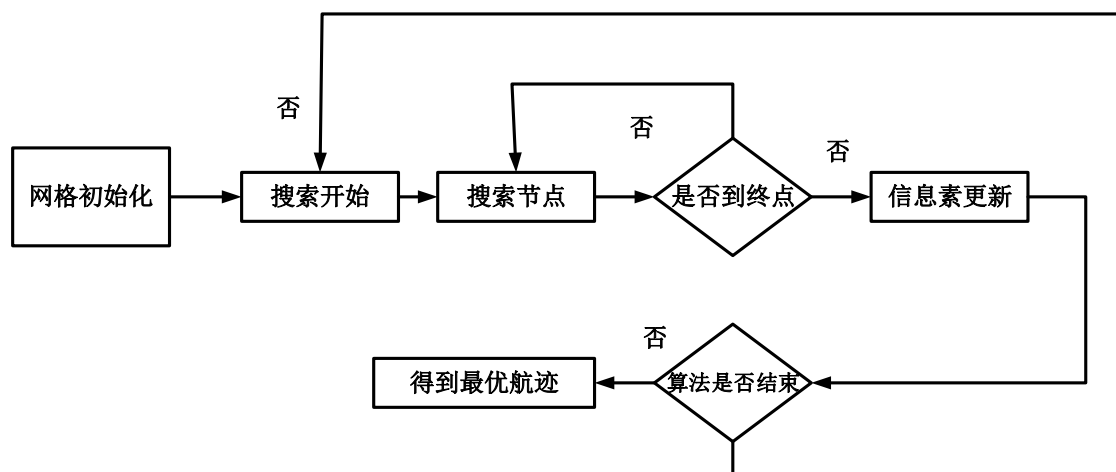 否
否
否
网格初始化
搜索开始
搜索节点
是否到终点
信息素更新
否
得到最优航迹
算法是否结束